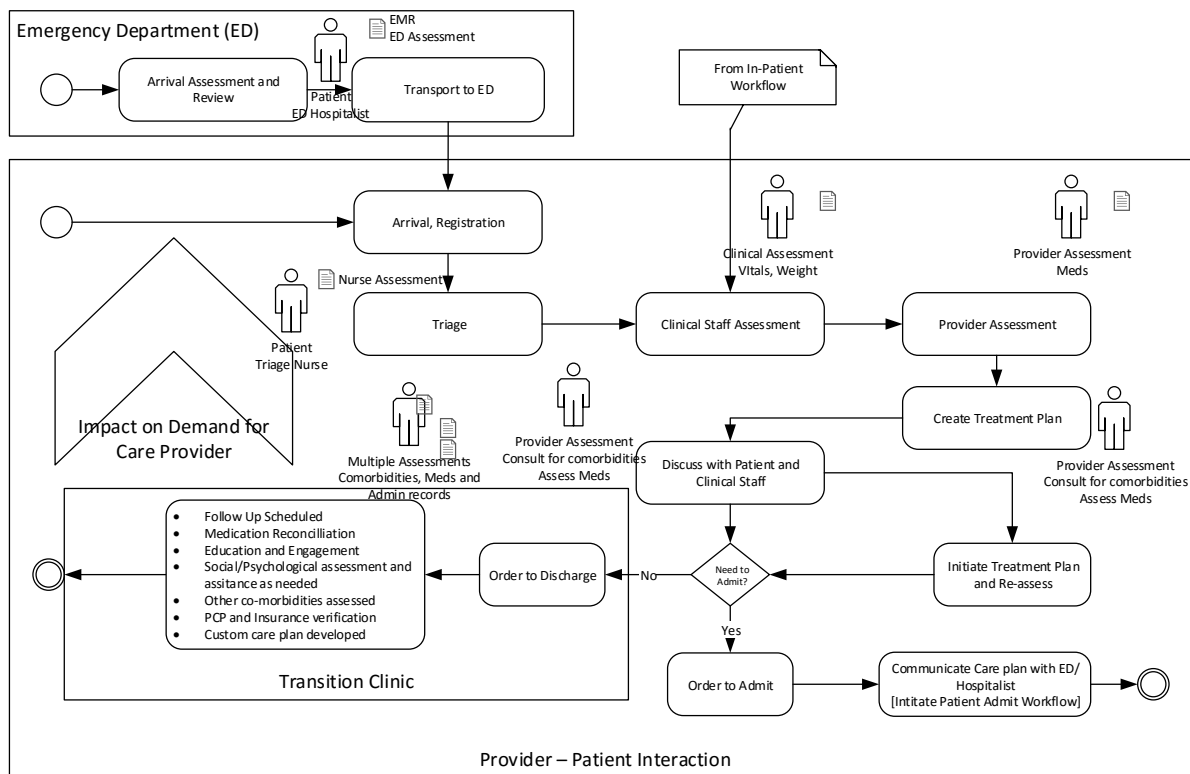 Emergency Department (ED)
EMR
ED Assessment
Arrival Assessment and
Review
Patient
ED Hospitalist
Transport to ED
From In-Patient
Workflow
Arrival, Registration
Clinical Assessment
VItals, Weight
Provider Assessment
Meds
Nurse Assessment
Patient
Triage Nurse
Triage
Clinical Staff Assessment
Provider Assessment
Impact on Demand for
Care Provider
Multiple Assessments
Comorbidities, Meds and
Admin records
Provider Assessment
Consult for comorbidities
Assess Meds
Create Treatment Plan
Provider Assessment
Consult for comorbidities
Assess Meds
Discuss with Patient and
Clinical Staff
• Follow Up Scheduled
• Medication Reconcilliation
• Education and Engagement
• Social/Psychological assessment and
assitance as needed
• Other co-morbidities assessed
• PCP and Insurance verification
• Custom care plan developed
Order to Discharge
No
Need to
Admit?
Initiate Treatment Plan
and Re-assess
Yes
Transition Clinic
Order to Admit
Communicate Care plan with ED/
Hospitalist
[Intitate Patient Admit Workflow]
Provider – Patient Interaction